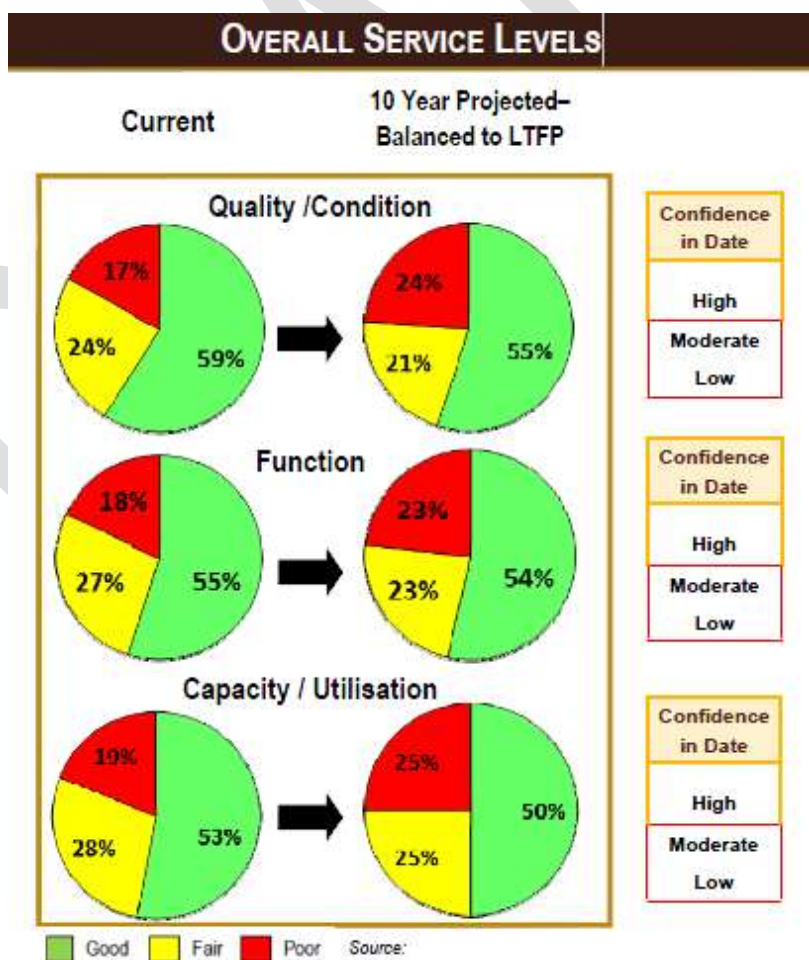 OVERALL SERVICE LEVELS
Current
10 Year Projected–
Balanced to LTFP
Quality /Condition
17%
24%
59%
24%
21%
55%
Confidence
in Date
High
Moderate
Low
Function
18%
27%
55%
23%
23%
54%
Confidence
in Date
High
Moderate
Low
Capacity / Utilisation
19%
28%
53%
25%
25%
50%
Confidence
in Date
High
Moderate
Low
Good Fair Poor Source: